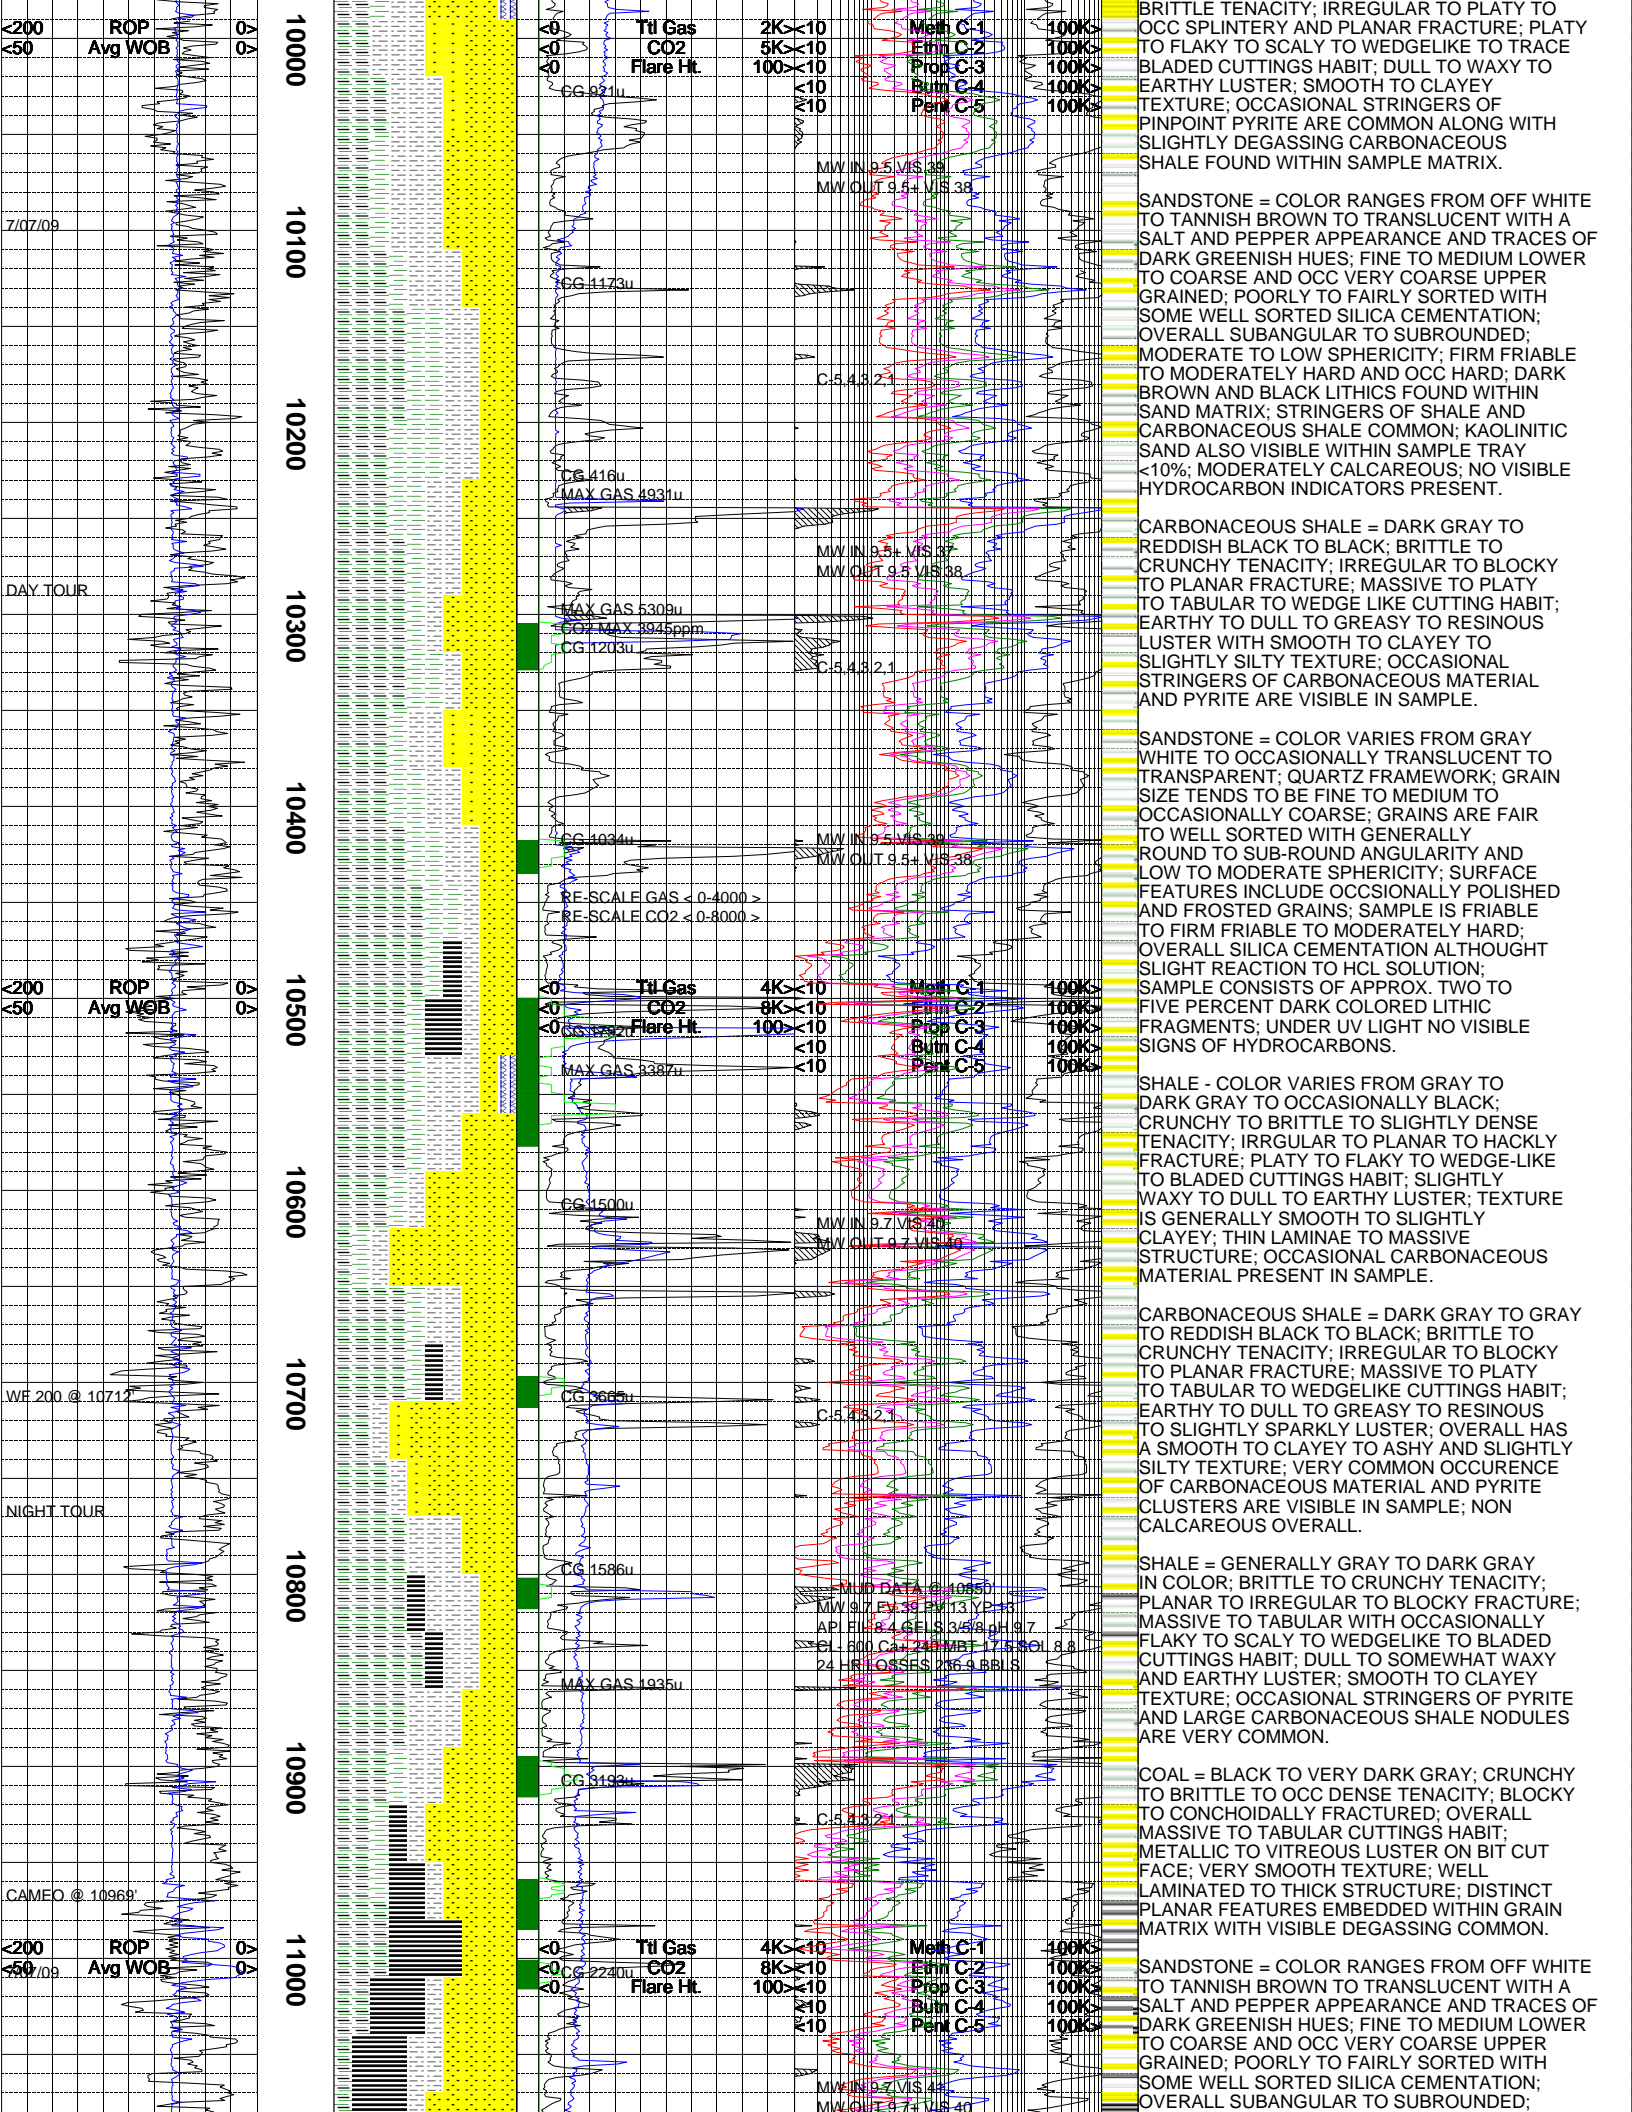 <200 ROP 0>
<50 Avg WOB 0>
7/07/09
DAY TOUR
<200 ROP 0>
<50 Avg WOB 0>
WF 200 @ 10712'
NIGHT TOUR
CAMEO @ 10969'
<200 ROP 0>
<50 Avg WOB 0>
7/07/09
10000
10100
10200
10300
10400
10500
10600
10700
10800
10900
11000
<0 Ttl Gas 2K>
<0 CO2 5K>
<0 Flare Ht. 100>
CG 921u
CG 1173u
CG 416u
MAX GAS 4931u
MAX GAS 5309u
CO2 MAX 3945ppm
CG 1203u
CG 1034u
RE-SCALE GAS < 0-4000 >
RE-SCALE CO2 < 0-8000 >
<0 Ttl Gas 4K>
<0 CO2 8K>
<0 Flare Ht. 100>
MAX GAS 3387u
CG 1500u
CG 3665u
CG 1586u
MAX GAS 1935u
CG 3193u
<0 Ttl Gas 4K>
<0 CO2 8K>
<0 Flare Ht. 100>
CG 2240u
<10 Meth C-1 100K>
<10 Ethn C-2 100K>
<10 Prop C-3 100K>
<10 Butn C-4 100K>
<10 Pent C-5 100K>
MW IN 9.5 VIS 39
MW OUT 9.5+ VIS 38
C-5,4,3,2,1
MW IN 9.5+ VIS 37
MW OUT 9.5 VIS 38
C-5,4,3,2,1
MW IN 9.5 VIS 39
MW OUT 9.5+ VIS 38
<10 Meth C-1 100K>
<10 Ethn C-2 100K>
<10 Prop C-3 100K>
<10 Butn C-4 100K>
<10 Pent C-5 100K>
MW IN 9.7 VIS 40
MW OUT 9.7 VIS 40
C-5,4,3,2,1
MUD DATA @ 10850'
MW 9.7 FV 39 PV 13 YP 13
API FIL 8.4 GELS 3/5/8 pH 9.7
CL- 600 Ca+ 240 MBT 17.5 SOL 8.8
24 HR LOSSES 236.9 BBLS
C-5,4,3,2,1
<10 Meth C-1 100K>
<10 Ethn C-2 100K>
<10 Prop C-3 100K>
<10 Butn C-4 100K>
<10 Pent C-5 100K>
MW IN 9.7 VIS 41
MW OUT 9.7+ VIS 40
BRITTLE TENACITY; IRREGULAR TO PLATY TO
OCC SPLINTERY AND PLANAR FRACTURE; PLATY
TO FLAKY TO SCALY TO WEDGELIKE TO TRACE
BLADED CUTTINGS HABIT; DULL TO WAXY TO
EARTHY LUSTER; SMOOTH TO CLAYEY
TEXTURE; OCCASIONAL STRINGERS OF
PINPOINT PYRITE ARE COMMON ALONG WITH
SLIGHTLY DEGASSING CARBONACEOUS
SHALE FOUND WITHIN SAMPLE MATRIX.
SANDSTONE = COLOR RANGES FROM OFF WHITE
TO TANNISH BROWN TO TRANSLUCENT WITH A
SALT AND PEPPER APPEARANCE AND TRACES OF
DARK GREENISH HUES; FINE TO MEDIUM LOWER
TO COARSE AND OCC VERY COARSE UPPER
GRAINED; POORLY TO FAIRLY SORTED WITH
SOME WELL SORTED SILICA CEMENTATION;
OVERALL SUBANGULAR TO SUBROUNDED;
MODERATE TO LOW SPHERICITY; FIRM FRIABLE
TO MODERATELY HARD AND OCC HARD; DARK
BROWN AND BLACK LITHICS FOUND WITHIN
SAND MATRIX; STRINGERS OF SHALE AND
CARBONACEOUS SHALE COMMON; KAOLINITIC
SAND ALSO VISIBLE WITHIN SAMPLE TRAY
<10%; MODERATELY CALCAREOUS; NO VISIBLE
HYDROCARBON INDICATORS PRESENT.
CARBONACEOUS SHALE = DARK GRAY TO
REDDISH BLACK TO BLACK; BRITTLE TO
CRUNCHY TENACITY; IRREGULAR TO BLOCKY
TO PLANAR FRACTURE; MASSIVE TO PLATY
TO TABULAR TO WEDGE LIKE CUTTING HABIT;
EARTHY TO DULL TO GREASY TO RESINOUS
LUSTER WITH SMOOTH TO CLAYEY TO
SLIGHTLY SILTY TEXTURE; OCCASIONAL
STRINGERS OF CARBONACEOUS MATERIAL
AND PYRITE ARE VISIBLE IN SAMPLE.
SANDSTONE = COLOR VARIES FROM GRAY
WHITE TO OCCASIONALLY TRANSLUCENT TO
TRANSPARENT; QUARTZ FRAMEWORK; GRAIN
SIZE TENDS TO BE FINE TO MEDIUM TO
OCCASIONALLY COARSE; GRAINS ARE FAIR
TO WELL SORTED WITH GENERALLY
ROUND TO SUB-ROUND ANGULARITY AND
LOW TO MODERATE SPHERICITY; SURFACE
FEATURES INCLUDE OCCSIONALLY POLISHED
AND FROSTED GRAINS; SAMPLE IS FRIABLE
TO FIRM FRIABLE TO MODERATELY HARD;
OVERALL SILICA CEMENTATION ALTHOUGHT
SLIGHT REACTION TO HCL SOLUTION;
SAMPLE CONSISTS OF APPROX. TWO TO
FIVE PERCENT DARK COLORED LITHIC
FRAGMENTS; UNDER UV LIGHT NO VISIBLE
SIGNS OF HYDROCARBONS.
SHALE - COLOR VARIES FROM GRAY TO
DARK GRAY TO OCCASIONALLY BLACK;
CRUNCHY TO BRITTLE TO SLIGHTLY DENSE
TENACITY; IRRGULAR TO PLANAR TO HACKLY
FRACTURE; PLATY TO FLAKY TO WEDGE-LIKE
TO BLADED CUTTINGS HABIT; SLIGHTLY
WAXY TO DULL TO EARTHY LUSTER; TEXTURE
IS GENERALLY SMOOTH TO SLIGHTLY
CLAYEY; THIN LAMINAE TO MASSIVE
STRUCTURE; OCCASIONAL CARBONACEOUS
MATERIAL PRESENT IN SAMPLE.
CARBONACEOUS SHALE = DARK GRAY TO GRAY
TO REDDISH BLACK TO BLACK; BRITTLE TO
CRUNCHY TENACITY; IRREGULAR TO BLOCKY
TO PLANAR FRACTURE; MASSIVE TO PLATY
TO TABULAR TO WEDGELIKE CUTTINGS HABIT;
EARTHY TO DULL TO GREASY TO RESINOUS
TO SLIGHTLY SPARKLY LUSTER; OVERALL HAS
A SMOOTH TO CLAYEY TO ASHY AND SLIGHTLY
SILTY TEXTURE; VERY COMMON OCCURENCE
OF CARBONACEOUS MATERIAL AND PYRITE
CLUSTERS ARE VISIBLE IN SAMPLE; NON
CALCAREOUS OVERALL.
SHALE = GENERALLY GRAY TO DARK GRAY
IN COLOR; BRITTLE TO CRUNCHY TENACITY;
PLANAR TO IRREGULAR TO BLOCKY FRACTURE;
MASSIVE TO TABULAR WITH OCCASIONALLY
FLAKY TO SCALY TO WEDGELIKE TO BLADED
CUTTINGS HABIT; DULL TO SOMEWHAT WAXY
AND EARTHY LUSTER; SMOOTH TO CLAYEY
TEXTURE; OCCASIONAL STRINGERS OF PYRITE
AND LARGE CARBONACEOUS SHALE NODULES
ARE VERY COMMON.
COAL = BLACK TO VERY DARK GRAY; CRUNCHY
TO BRITTLE TO OCC DENSE TENACITY; BLOCKY
TO CONCHOIDALLY FRACTURED; OVERALL
MASSIVE TO TABULAR CUTTINGS HABIT;
METALLIC TO VITREOUS LUSTER ON BIT CUT
FACE; VERY SMOOTH TEXTURE; WELL
LAMINATED TO THICK STRUCTURE; DISTINCT
PLANAR FEATURES EMBEDDED WITHIN GRAIN
MATRIX WITH VISIBLE DEGASSING COMMON.
SANDSTONE = COLOR RANGES FROM OFF WHITE
TO TANNISH BROWN TO TRANSLUCENT WITH A
SALT AND PEPPER APPEARANCE AND TRACES OF
DARK GREENISH HUES; FINE TO MEDIUM LOWER
TO COARSE AND OCC VERY COARSE UPPER
GRAINED; POORLY TO FAIRLY SORTED WITH
SOME WELL SORTED SILICA CEMENTATION;
OVERALL SUBANGULAR TO SUBROUNDED;